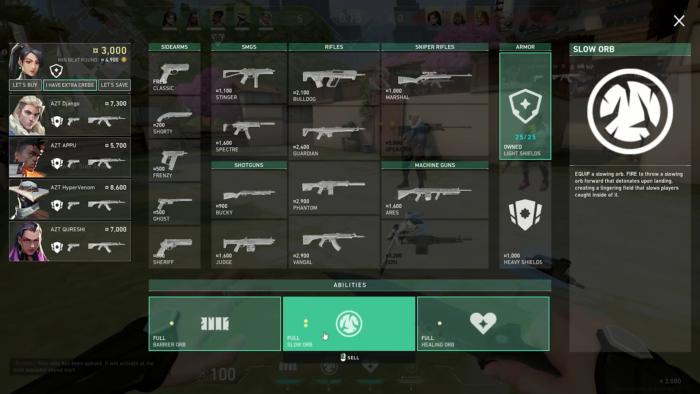 ¤ 3,000
MIN NEXT ROUND: ¤ 4,900
LET'S BUY
I HAVE EXTRA CREDS
LET'S SAVE
AZT Django
¤ 7,300
AZT APPU
¤ 5,700
AZT HyperVenom
¤ 8,600
AZT QURESHI
¤ 7,000
SIDEARMS
SMGS
RIFLES
SNIPER RIFLES
ARMOR
FREE
CLASSIC
¤200
SHORTY
¤500
FRENZY
¤500
GHOST
SHERIFF
¤1,100
STINGER
¤1,600
SPECTRE
SHOTGUNS
¤900
BUCKY
¤1,600
JUDGE
¤2,100
BULLDOG
¤2,400
GUARDIAN
¤2,900
PHANTOM
¤2,900
VANDAL
¤1,000
MARSHAL
MACHINE GUNS
¤1,600
ARES
¤3,200
ODIN
25/25
OWNED
LIGHT SHIELDS
¤1,000
HEAVY SHIELDS
ABILITIES
FULL
BARRIER ORB
FULL
SLOW ORB
FULL
HEALING ORB
SELL
SLOW ORB
EQUIP a slowing orb. FIRE to throw a slowing
orb forward that detonates upon landing,
creating a lingering field that slows players
caught inside of it.
100
¤ 3,000